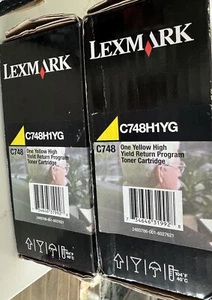 LEXMARK
C748H1YG
C748
One Yellow High
Yield Return Program
Toner Cartridge
LEXMARK
C748H1YG
C748
One Yellow High
Yield Return Program
Toner Cartridge